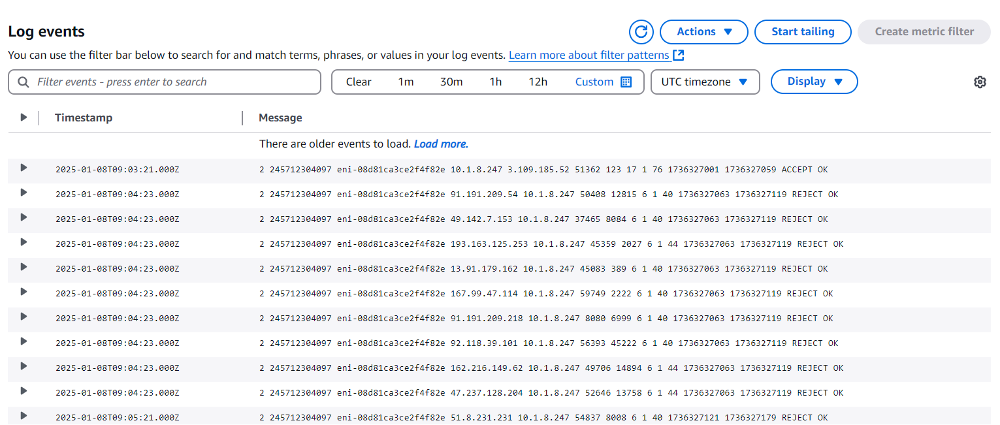 Log events
Actions
Start tailing
Create metric filter
You can use the filter bar below to search for and match terms, phrases, or values in your log events. Learn more about filter patterns
Filter events - press enter to search
Clear 1m 30m 1h 12h Custom
UTC timezone
Display
Timestamp Message
There are older events to load. Load more.
2025-01-08T09:03:21.000Z 2 245712304097 eni-08d81ca3ce2f4f82e 10.1.8.247 3.109.185.52 51362 123 17 1 76 1736327001 1736327059 ACCEPT OK
2025-01-08T09:04:23.000Z 2 245712304097 eni-08d81ca3ce2f4f82e 91.191.209.54 10.1.8.247 50408 12815 6 1 40 1736327063 1736327119 REJECT OK
2025-01-08T09:04:23.000Z 2 245712304097 eni-08d81ca3ce2f4f82e 49.142.7.153 10.1.8.247 37465 8084 6 1 40 1736327063 1736327119 REJECT OK
2025-01-08T09:04:23.000Z 2 245712304097 eni-08d81ca3ce2f4f82e 193.163.125.253 10.1.8.247 45359 2027 6 1 44 1736327063 1736327119 REJECT OK
2025-01-08T09:04:23.000Z 2 245712304097 eni-08d81ca3ce2f4f82e 13.91.179.162 10.1.8.247 45083 389 6 1 40 1736327063 1736327119 REJECT OK
2025-01-08T09:04:23.000Z 2 245712304097 eni-08d81ca3ce2f4f82e 167.99.47.114 10.1.8.247 59749 2222 6 1 40 1736327063 1736327119 REJECT OK
2025-01-08T09:04:23.000Z 2 245712304097 eni-08d81ca3ce2f4f82e 91.191.209.218 10.1.8.247 8080 6999 6 1 40 1736327063 1736327119 REJECT OK
2025-01-08T09:04:23.000Z 2 245712304097 eni-08d81ca3ce2f4f82e 92.118.39.101 10.1.8.247 56393 45222 6 1 40 1736327063 1736327119 REJECT OK
2025-01-08T09:04:23.000Z 2 245712304097 eni-08d81ca3ce2f4f82e 162.216.149.62 10.1.8.247 49706 14894 6 1 44 1736327063 1736327119 REJECT OK
2025-01-08T09:04:23.000Z 2 245712304097 eni-08d81ca3ce2f4f82e 47.237.128.204 10.1.8.247 52646 13758 6 1 44 1736327063 1736327119 REJECT OK
2025-01-08T09:05:21.000Z 2 245712304097 eni-08d81ca3ce2f4f82e 51.8.231.231 10.1.8.247 54837 8008 6 1 40 1736327121 1736327179 REJECT OK